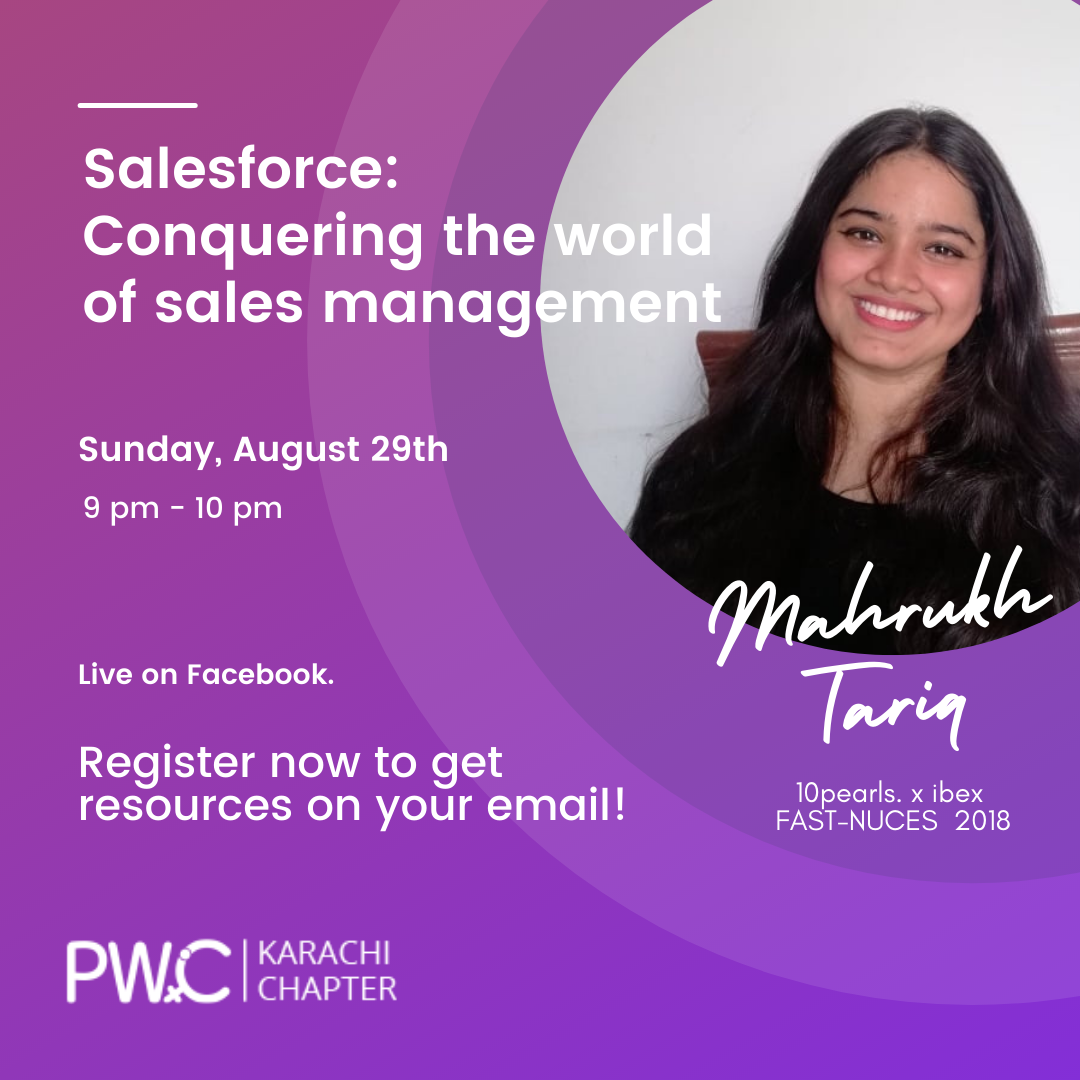 Salesforce:
Conquering the world
of sales management
Sunday, August 29th
9 pm - 10 pm
Live on Facebook.
Register now to get
resources on your email!
Mahrukh
Tariq
10pearls. x ibex
FAST-NUCES 2018
PWiC
KARACHI
CHAPTER